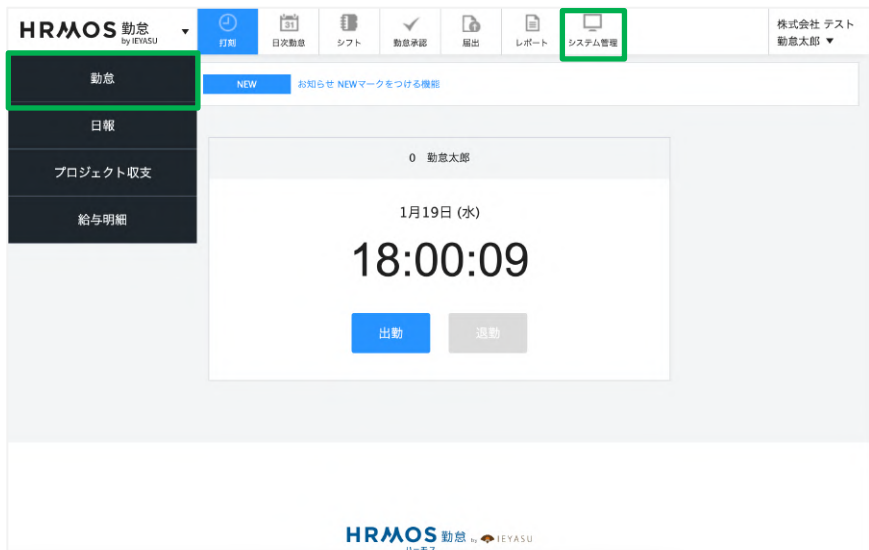 HRMOS 勤怠 ▼
by IEYASU
打刻
31
日次勤怠
シフト
勤怠承認
届出
レポート
システム管理
株式会社 テスト
勤怠太郎 ▼
勤怠
日報
プロジェクト収支
給与明細
NEW お知らせ NEWマークをつける機能
0 勤怠太郎
1月19日 (水)
18:00:09
出勤
退勤
HRMOS 勤怠 by IEYASU
ハーモス